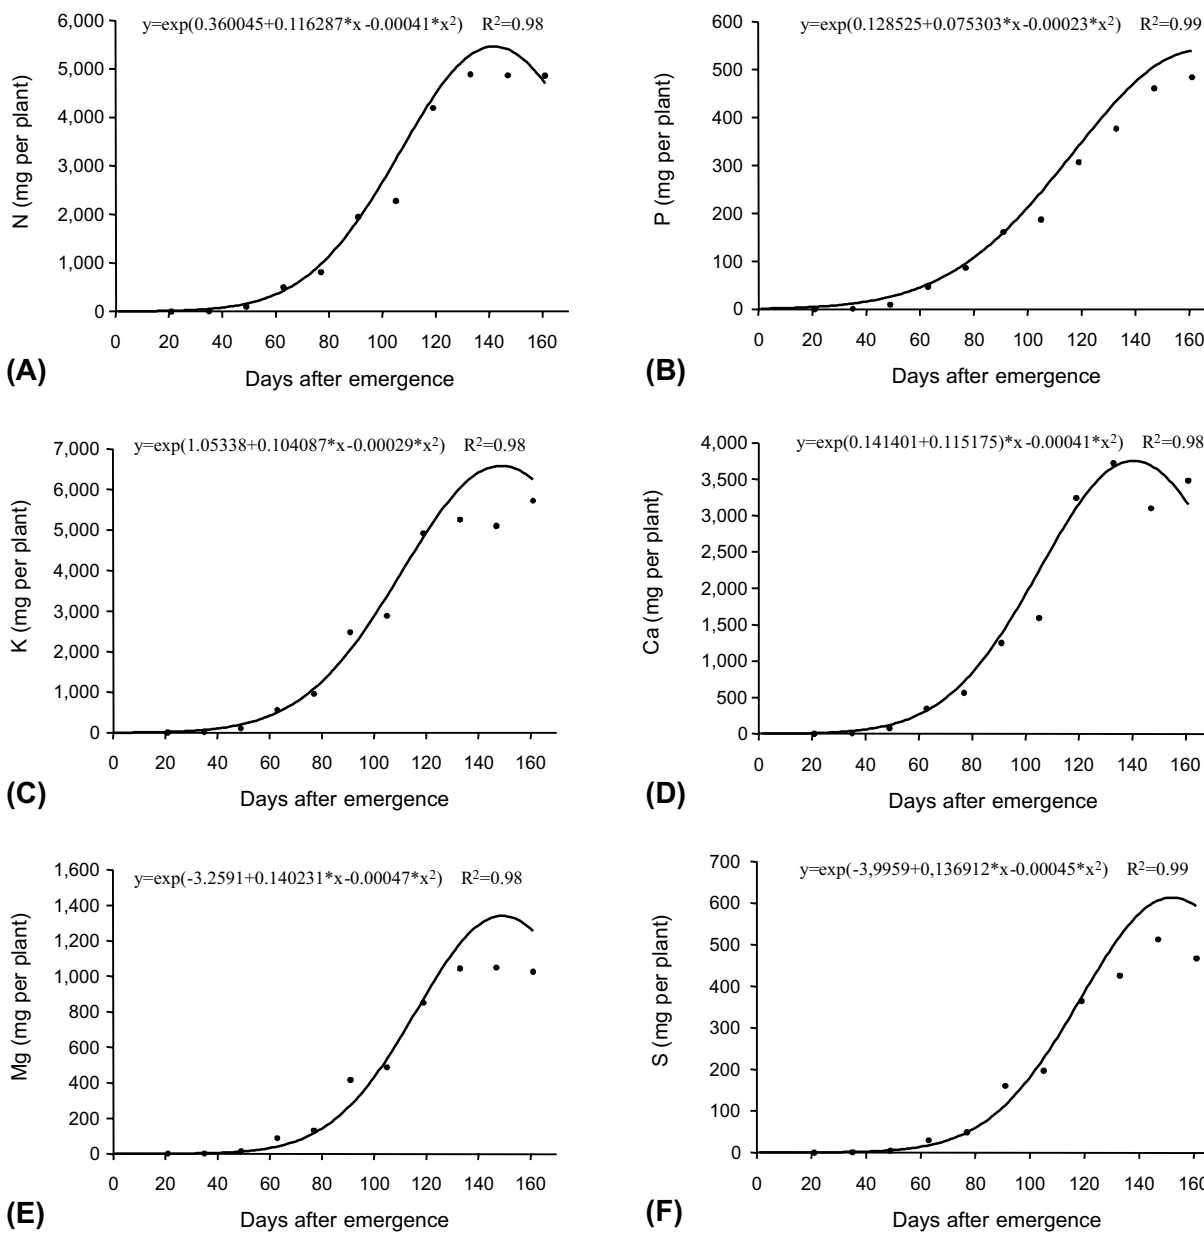 y=exp(0.360045+0.116287*x-0.00041*x²) R²=0.98
6,000
5,000
4,000
3,000
2,000
1,000
0
N (mg per plant)
0 20 40 60 80 100 120 140 160
Days after emergence
(A)
y=exp(0.128525+0.075303*x-0.00023*x²) R²=0.99
600
500
400
300
200
100
0
P (mg per plant)
0 20 40 60 80 100 120 140 160
Days after emergence
(B)
y=exp(1.05338+0.104087*x-0.00029*x²) R²=0.98
7,000
6,000
5,000
4,000
3,000
2,000
1,000
0
K (mg per plant)
0 20 40 60 80 100 120 140 160
Days after emergence
(C)
y=exp(0.141401+0.115175)*x-0.00041*x²) R²=0.98
4,000
3,500
3,000
2,500
2,000
1,500
1,000
500
0
Ca (mg per plant)
0 20 40 60 80 100 120 140 160
Days after emergence
(D)
y=exp(-3.2591+0.140231*x-0.00047*x²) R²=0.98
1,600
1,400
1,200
1,000
800
600
400
200
0
Mg (mg per plant)
0 20 40 60 80 100 120 140 160
Days after emergence
(E)
y=exp(-3,9959+0,136912*x-0.00045*x²) R²=0.99
700
600
500
400
300
200
100
0
S (mg per plant)
0 20 40 60 80 100 120 140 160
Days after emergence
(F)